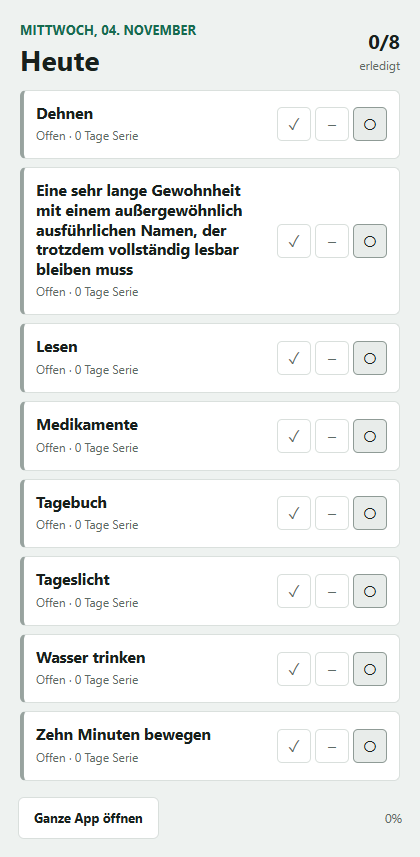 MITTWOCH, 04. NOVEMBER
Heute
0/8
erledigt
Dehnen
Offen · 0 Tage Serie
✓ – ○
Eine sehr lange Gewohnheit
mit einem außergewöhnlich
ausführlichen Namen, der
trotzdem vollständig lesbar
bleiben muss
Offen · 0 Tage Serie
✓ – ○
Lesen
Offen · 0 Tage Serie
✓ – ○
Medikamente
Offen · 0 Tage Serie
✓ – ○
Tagebuch
Offen · 0 Tage Serie
✓ – ○
Tageslicht
Offen · 0 Tage Serie
✓ – ○
Wasser trinken
Offen · 0 Tage Serie
✓ – ○
Zehn Minuten bewegen
Offen · 0 Tage Serie
✓ – ○
Ganze App öffnen
0%